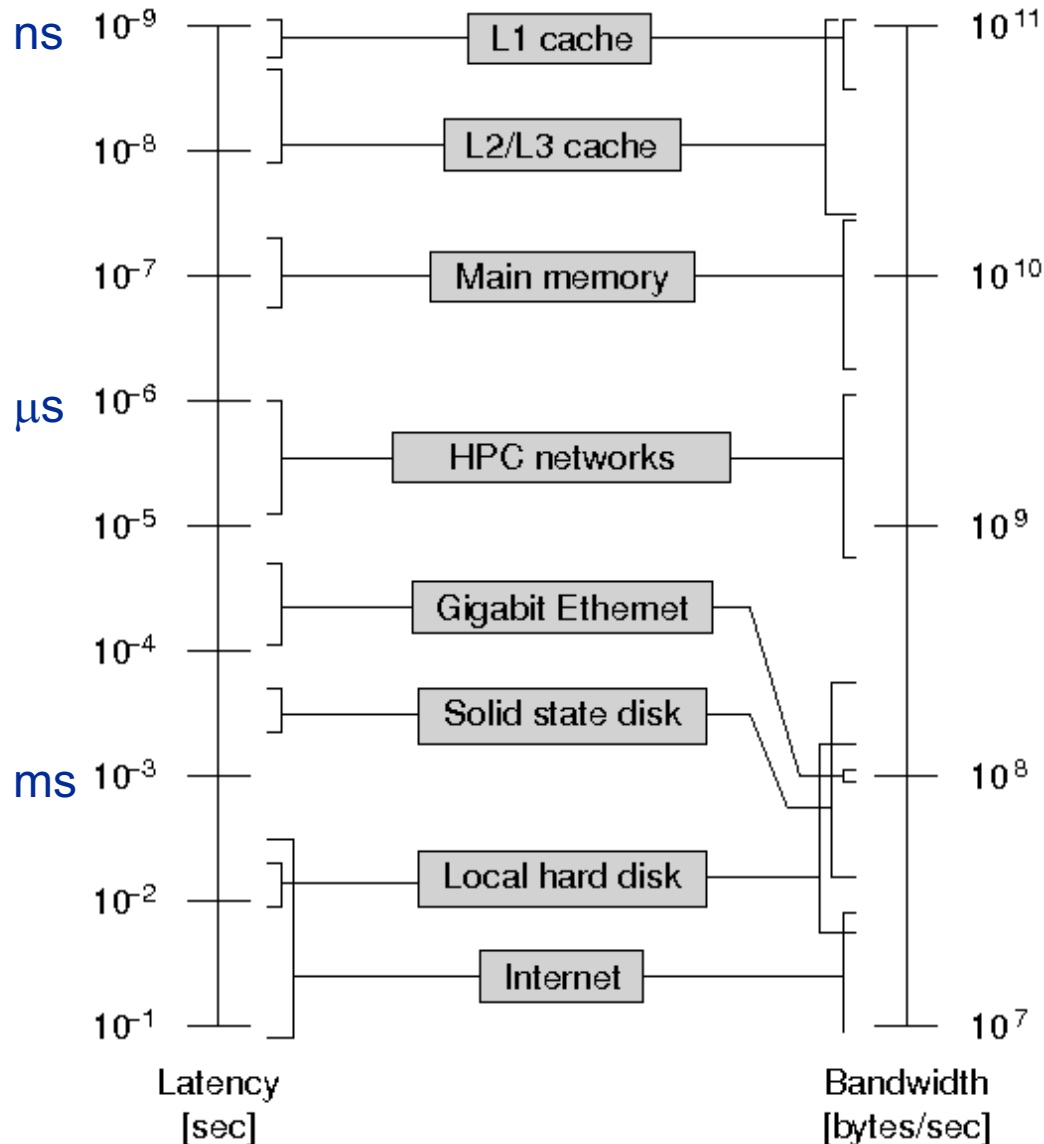 ns 10⁻⁹ L1 cache 10¹¹
10⁻⁸ L2/L3 cache
10⁻⁷ Main memory 10¹⁰
μs 10⁻⁶
HPC networks
10⁻⁵ 10⁹
Gigabit Ethernet
10⁻⁴
Solid state disk
ms 10⁻³ 10⁸
Local hard disk
10⁻²
Internet
10⁻¹ 10⁷
Latency Bandwidth
[sec] [bytes/sec]